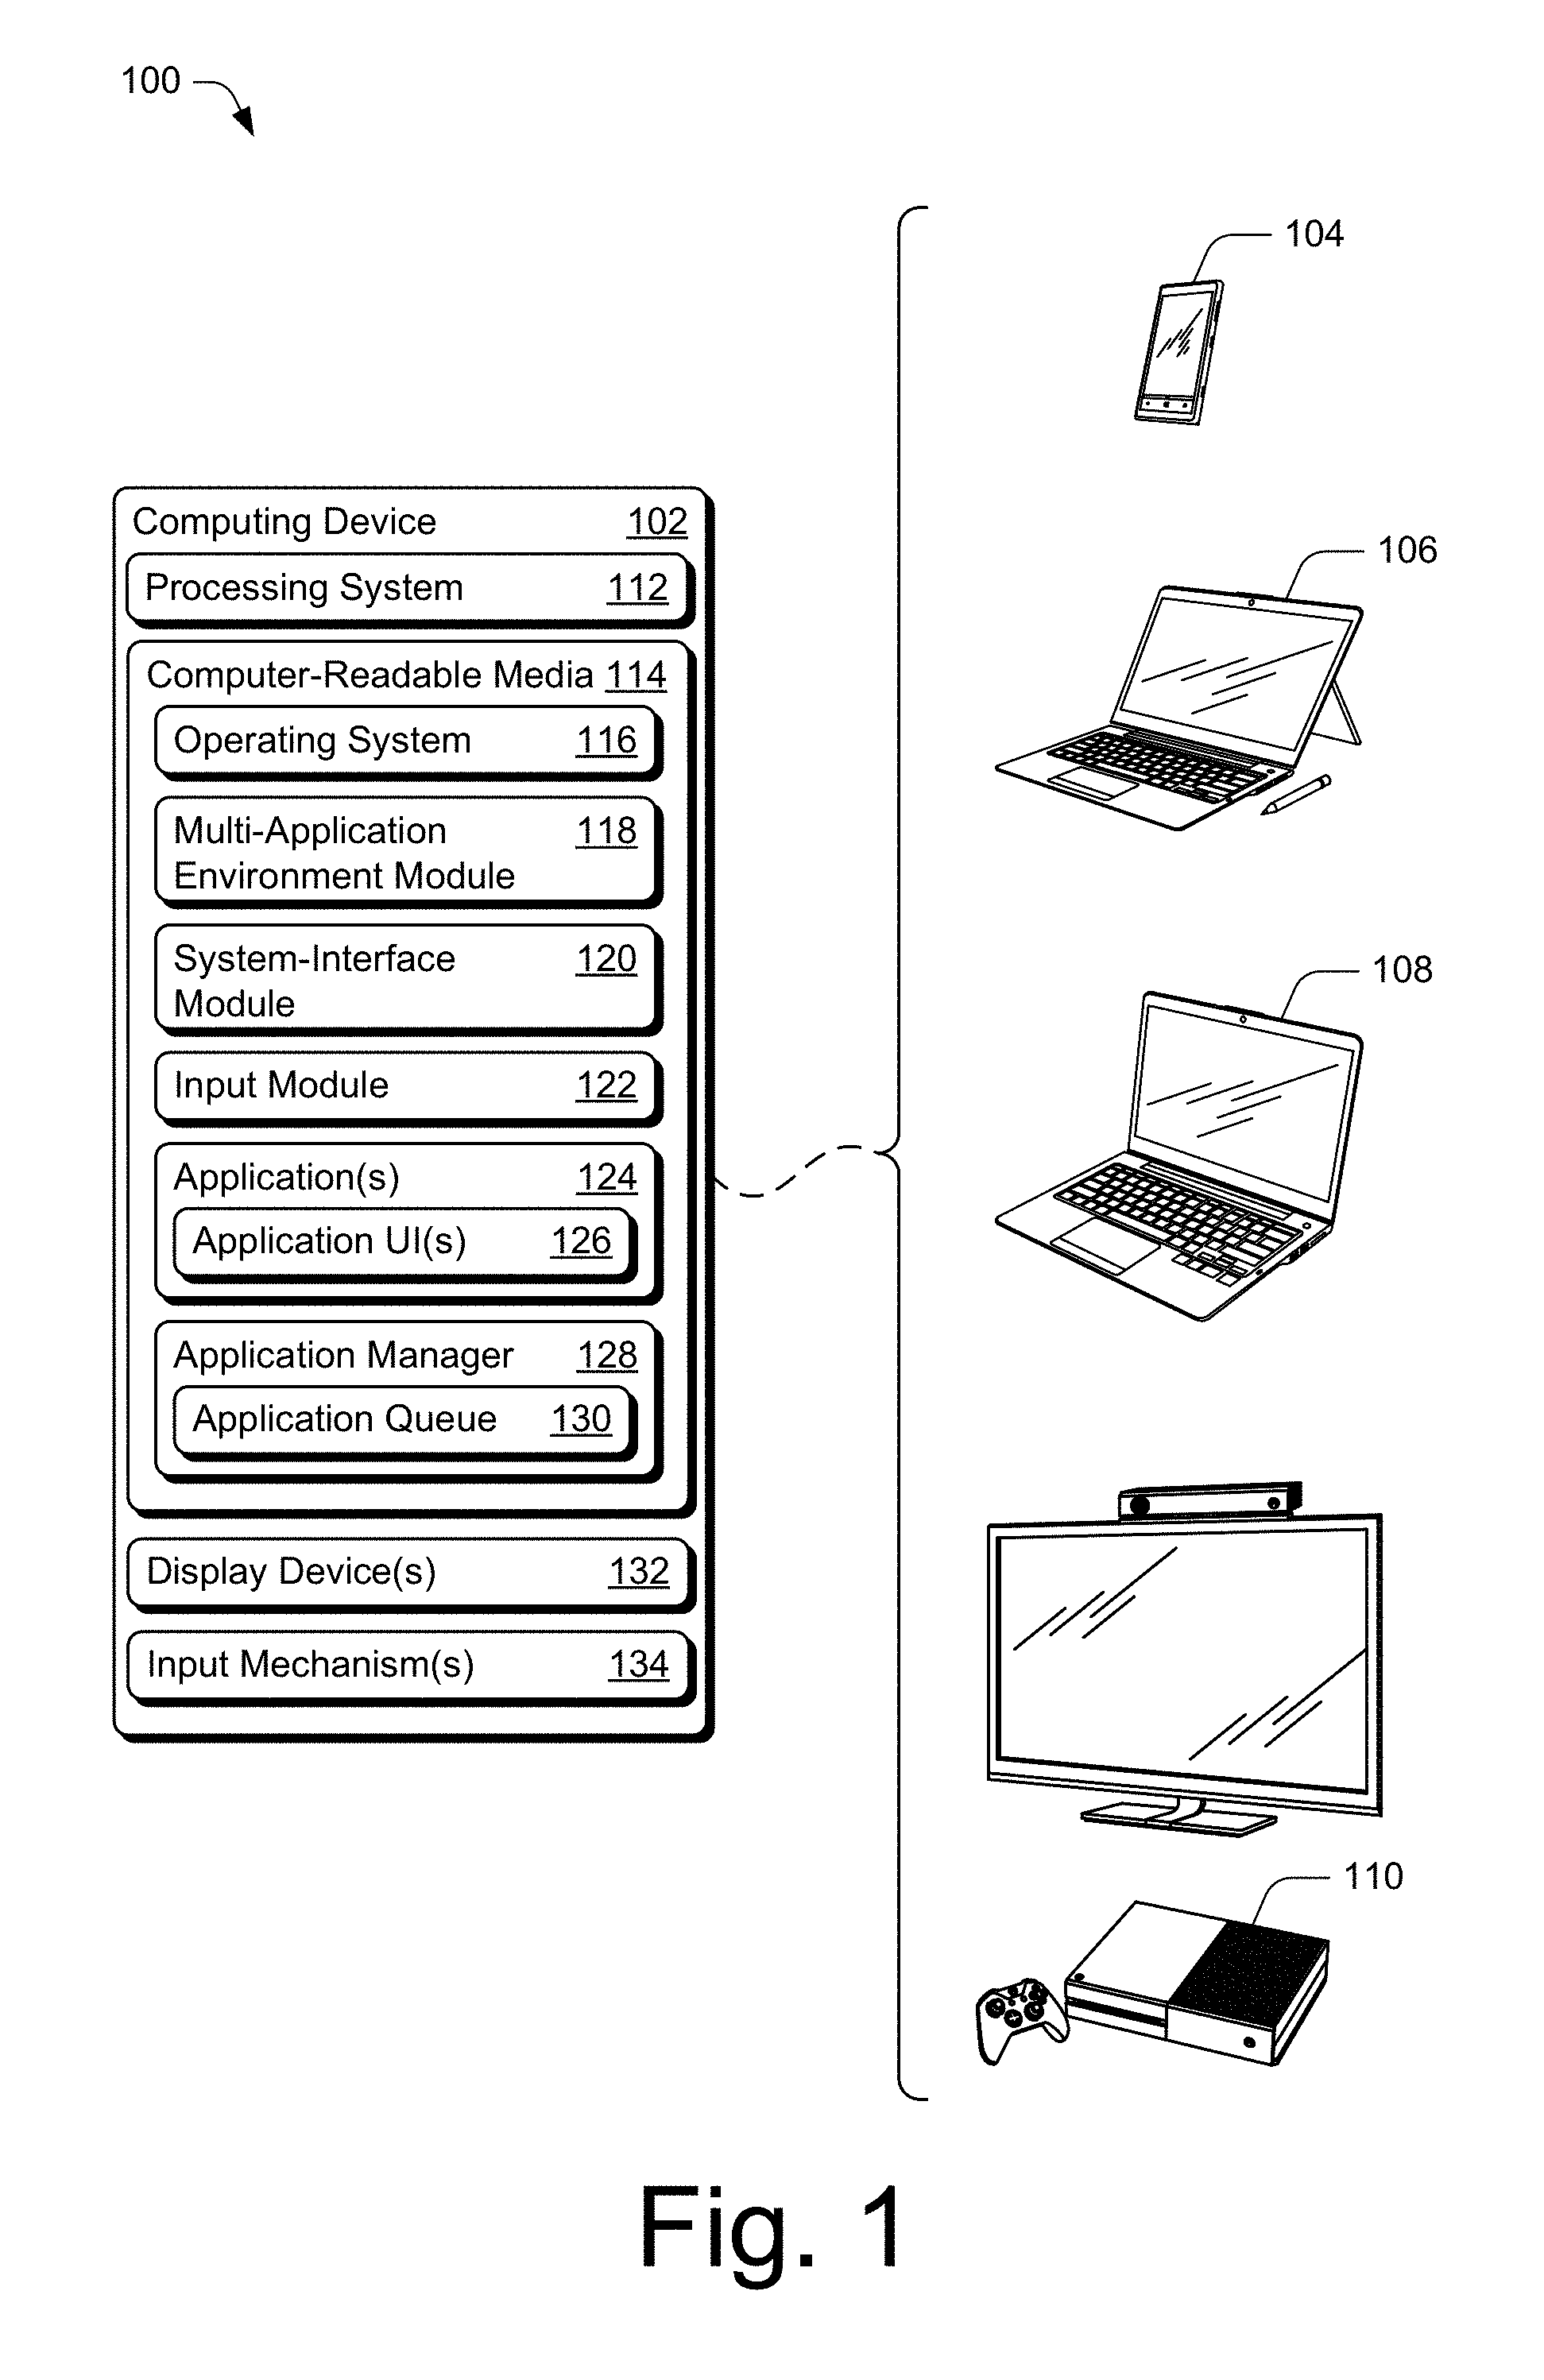 100
104
106
Computing Device 102
Processing System 112
Computer-Readable Media 114
Operating System 116
Multi-Application 118
Environment Module
System-Interface 120
Module
Input Module 122
Application(s) 124
Application UI(s) 126
Application Manager 128
Application Queue 130
Display Device(s) 132
Input Mechanism(s) 134
108
110
Fig. 1